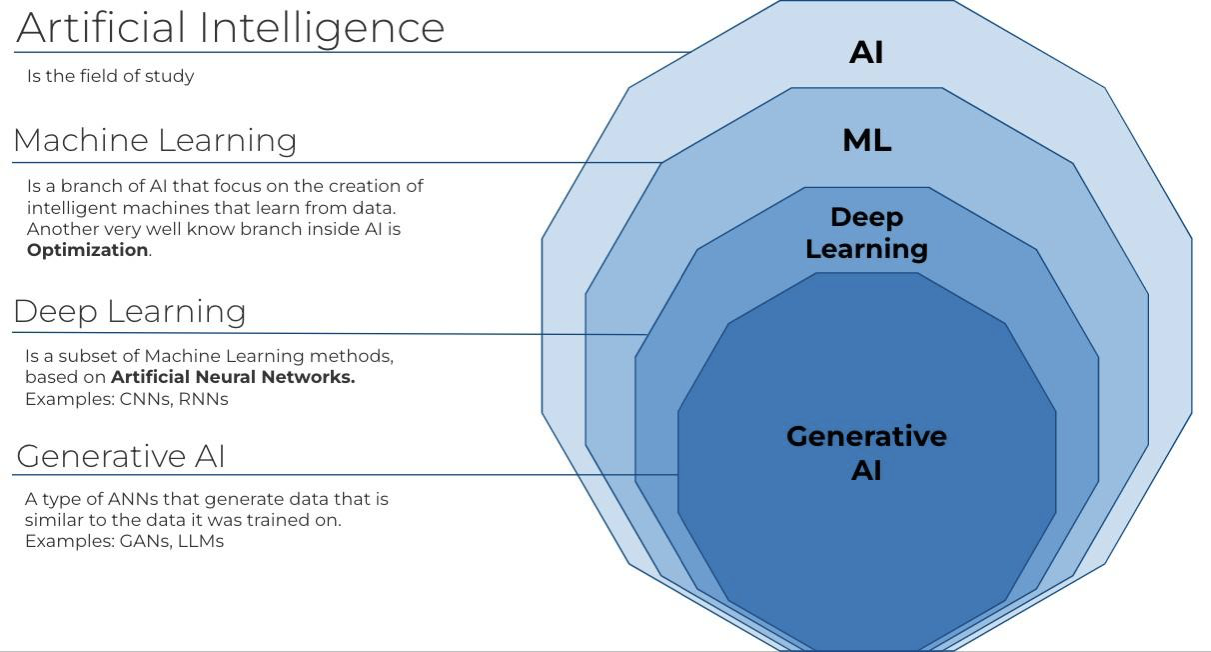 Artificial Intelligence
Is the field of study
Machine Learning
Is a branch of AI that focus on the creation of
intelligent machines that learn from data.
Another very well know branch inside AI is
Optimization.
Deep Learning
Is a subset of Machine Learning methods,
based on Artificial Neural Networks.
Examples: CNNs, RNNs
Generative AI
A type of ANNs that generate data that is
similar to the data it was trained on.
Examples: GANs, LLMs
AI
ML
Deep
Learning
Generative
AI